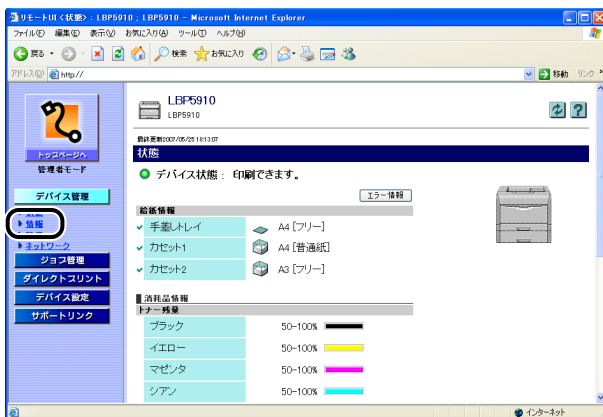 リモートUI <状態> : LBP5910 ; LBP5910 - Microsoft Internet Explorer
ファイル(F) 編集(E) 表示(V) お気に入り(A) ツール(T) ヘルプ(H)
戻る 検索 お気に入り
アドレス(D) http:// 移動 リンク
LBP5910
LBP5910
最終更新2007/05/25 18:13:07
トップページへ
管理者モード
デバイス管理
情報
ネットワーク
ジョブ管理
ダイレクトプリント
デバイス設定
サポートリンク
状態
デバイス状態 : 印刷できます。
エラー情報
給紙情報
手差しトレイ A4 [フリー]
カセット1 A4 [普通紙]
カセット2 A3 [フリー]
消耗品情報
トナー残量
ブラック 50-100%
イエロー 50-100%
マゼンタ 50-100%
シアン 50-100%
インターネット